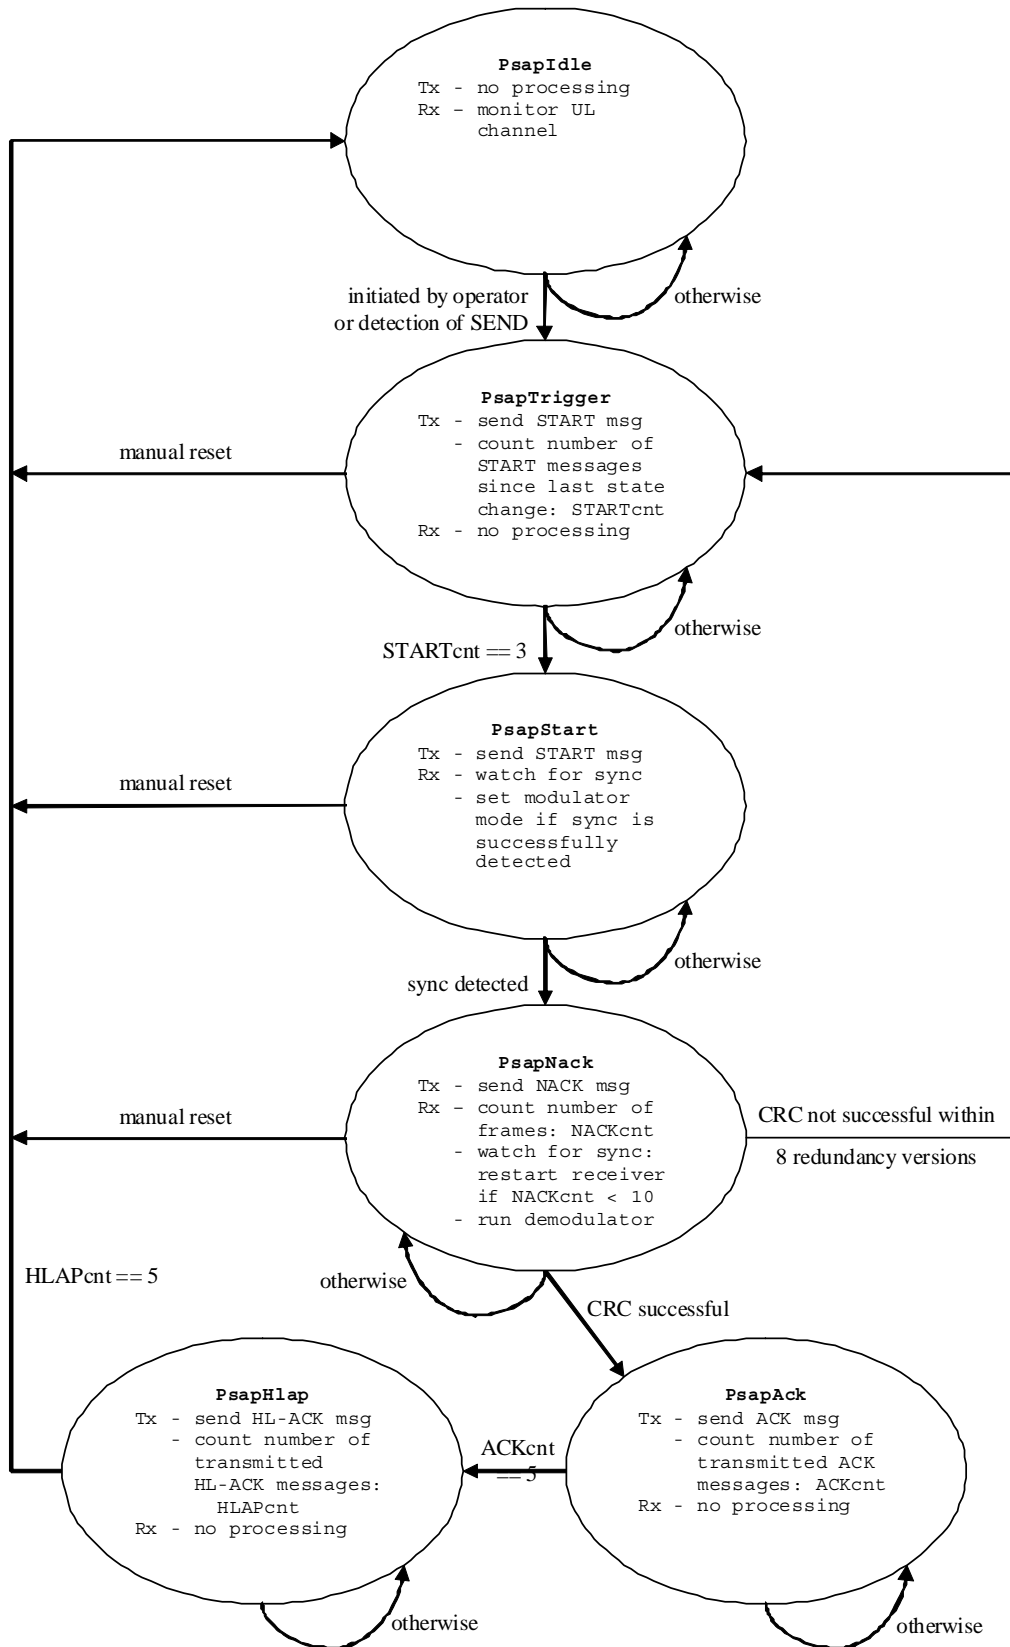 PsapIdle
Tx - no processing
Rx – monitor UL
channel
otherwise
initiated by operator
or detection of SEND
PsapTrigger
Tx - send START msg
- count number of
START messages
since last state
change: STARTcnt
Rx - no processing
manual reset
otherwise
STARTcnt == 3
PsapStart
Tx - send START msg
Rx - watch for sync
- set modulator
mode if sync is
successfully
detected
manual reset
otherwise
sync detected
PsapNack
Tx - send NACK msg
Rx – count number of
frames: NACKcnt
- watch for sync:
restart receiver
if NACKcnt < 10
- run demodulator
manual reset
CRC not successful within
8 redundancy versions
otherwise
HLAPcnt == 5
CRC successful
PsapHlap
Tx - send HL-ACK msg
- count number of
transmitted
HL-ACK messages:
HLAPcnt
Rx - no processing
ACKcnt
== 5
PsapAck
Tx - send ACK msg
- count number of
transmitted ACK
messages: ACKcnt
Rx - no processing
otherwise
otherwise